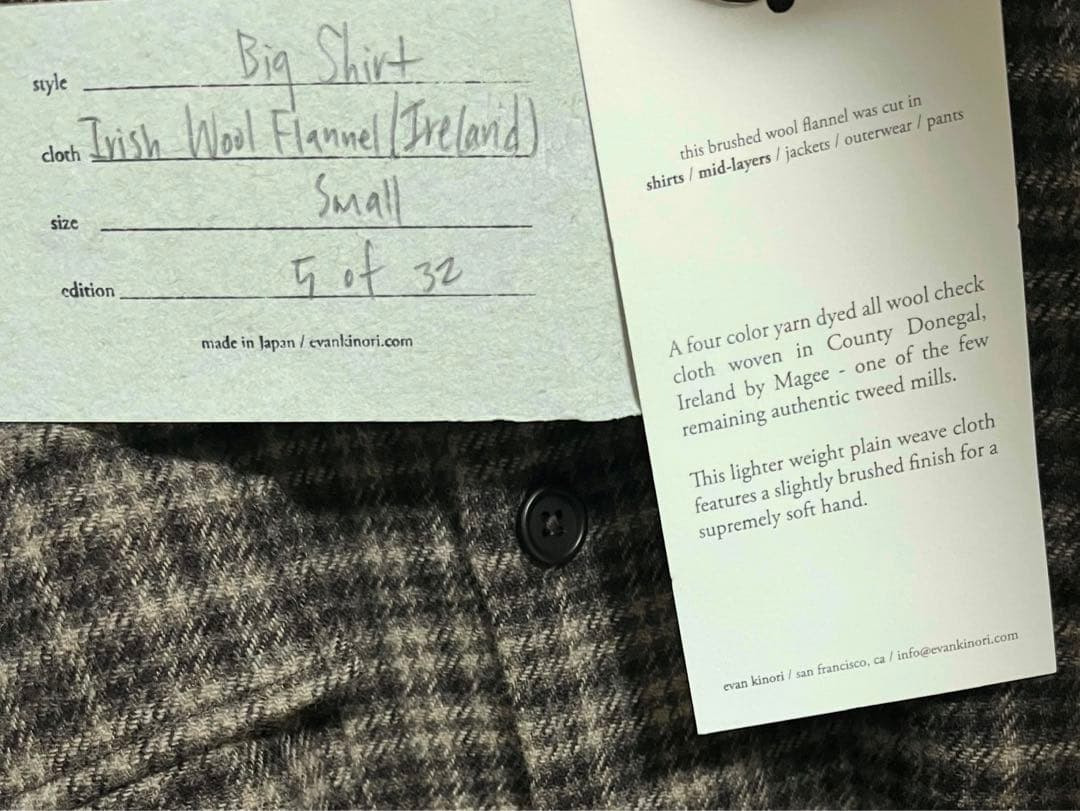 style Big Shirt
cloth Irish Wool Flannel (Ireland)
size Small
edition 5 of 32
made in Japan / evankinori.com
this brushed wool flannel was cut in
shirts / mid-layers / jackets / outerwear / pants
A four color yarn dyed all wool check
cloth woven in County Donegal,
Ireland by Magee - one of the few
remaining authentic tweed mills.
This lighter weight plain weave cloth
features a slightly brushed finish for a
supremely soft hand.
evan kinori / san francisco, ca / info@evankinori.com